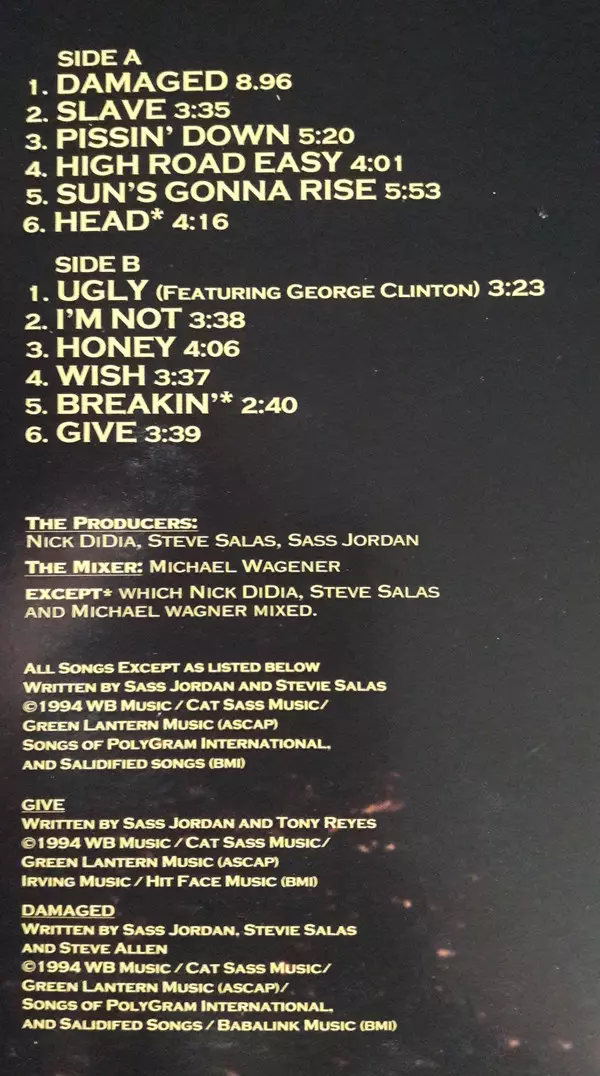 SIDE A
1. DAMAGED 8.96
2. SLAVE 3:35
3. PISSIN' DOWN 5:20
4. HIGH ROAD EASY 4:01
5. SUN'S GONNA RISE 5:53
6. HEAD* 4:16
SIDE B
1. UGLY (FEATURING GEORGE CLINTON) 3:23
2. I'M NOT 3:38
3. HONEY 4:06
4. WISH 3:37
5. BREAKIN'* 2:40
6. GIVE 3:39
THE PRODUCERS:
NICK DIDIA, STEVE SALAS, SASS JORDAN
THE MIXER: MICHAEL WAGENER
EXCEPT* WHICH NICK DIDIA, STEVE SALAS
AND MICHAEL WAGNER MIXED.
ALL SONGS EXCEPT AS LISTED BELOW
WRITTEN BY SASS JORDAN AND STEVIE SALAS
©1994 WB MUSIC / CAT SASS MUSIC/
GREEN LANTERN MUSIC (ASCAP)
SONGS OF POLYGRAM INTERNATIONAL,
AND SALIDIFIED SONGS (BMI)
GIVE
WRITTEN BY SASS JORDAN AND TONY REYES
©1994 WB MUSIC / CAT SASS MUSIC/
GREEN LANTERN MUSIC (ASCAP)
IRVING MUSIC / HIT FACE MUSIC (BMI)
DAMAGED
WRITTEN BY SASS JORDAN, STEVIE SALAS
AND STEVE ALLEN
©1994 WB MUSIC / CAT SASS MUSIC/
GREEN LANTERN MUSIC (ASCAP)/
SONGS OF POLYGRAM INTERNATIONAL,
AND SALIDIFED SONGS / BABALINK MUSIC (BMI)